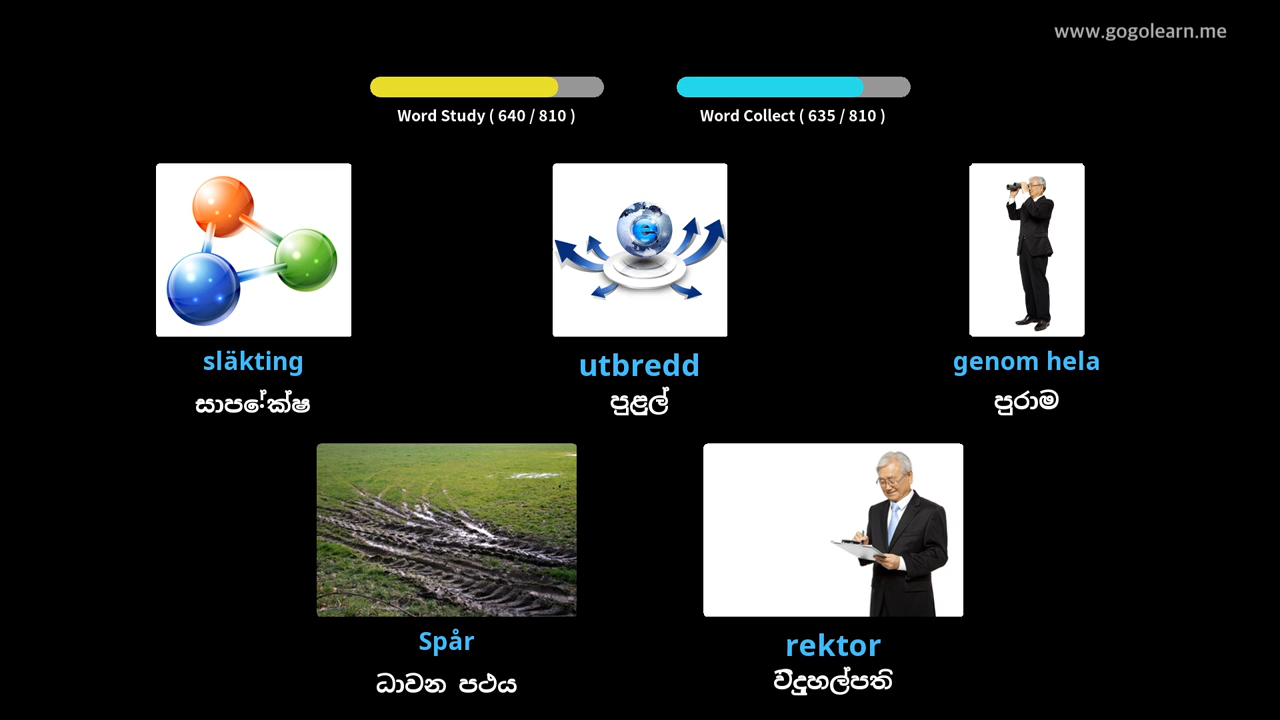 www.gogolearn.me
Word Study ( 640 / 810 )
Word Collect ( 635 / 810 )
släkting
utbredd
genom hela
සාපේක්ෂ
පුළුල්
පුරාම
Spår
rektor
ධාවන පථය
විදුහල්පති